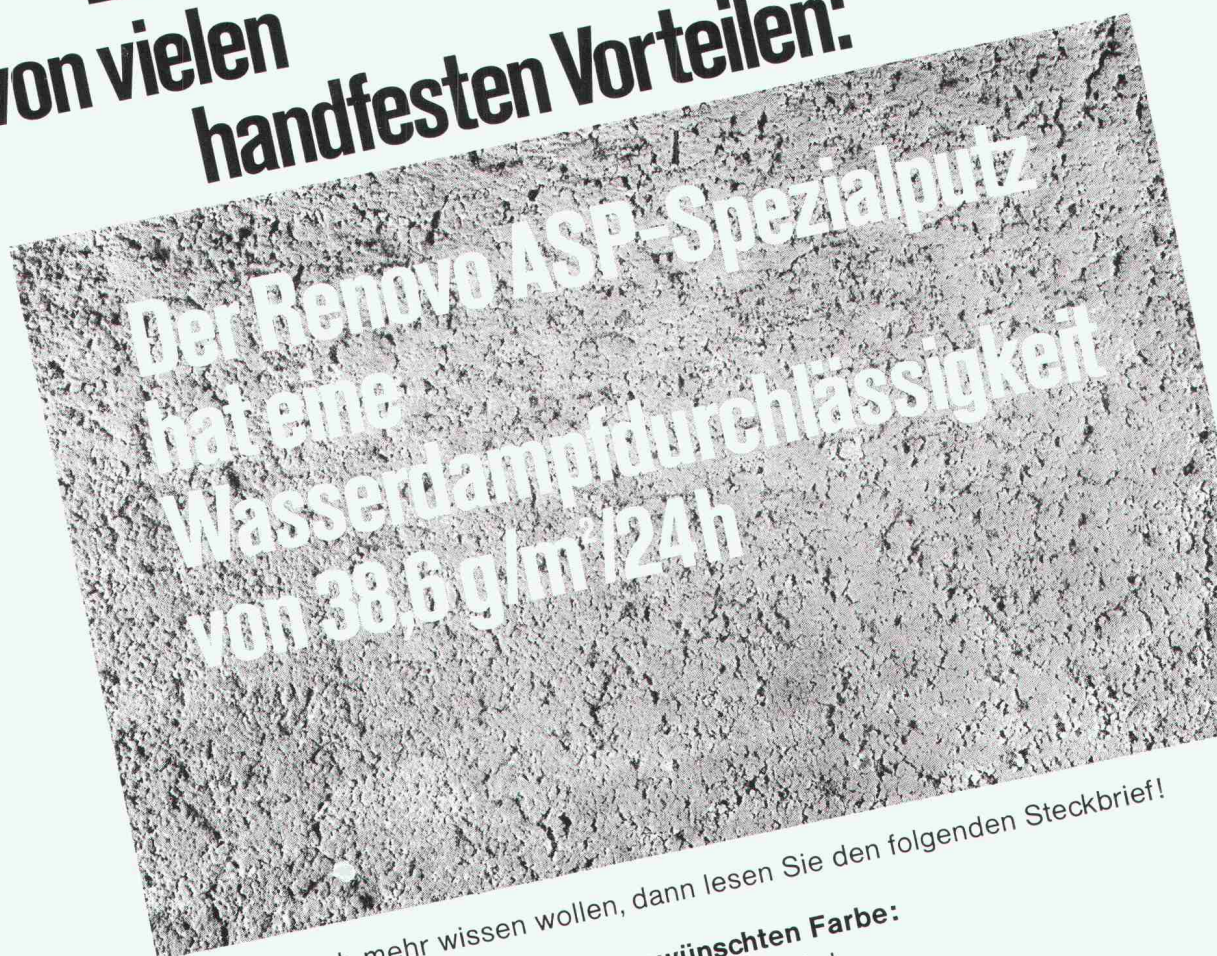 von vielen
handfesten Vorteilen:
Der Renovo ASP-Spezialputz
hat eine
Wasserdampfdurchlässigkeit
von 38,6 g/m²/24h
mehr wissen wollen, dann lesen Sie den folgenden Steckbrief!
Farbe: